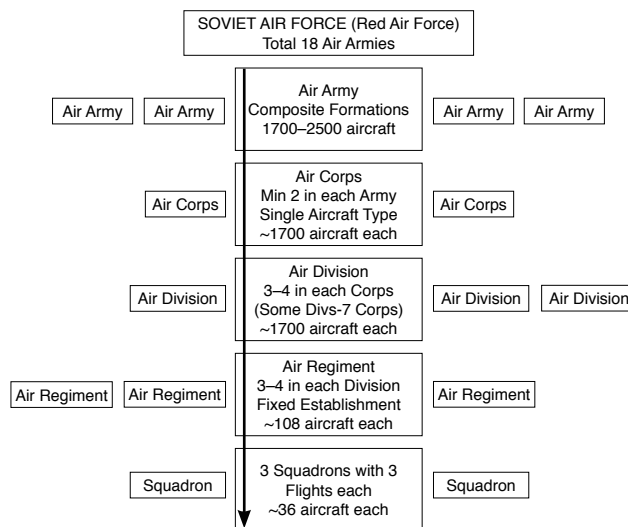 SOVIET AIR FORCE (Red Air Force)
Total 18 Air Armies
Air Army
Air Army
Air Army
Composite Formations
1700–2500 aircraft
Air Army
Air Army
Air Corps
Air Corps
Min 2 in each Army
Single Aircraft Type
~1700 aircraft each
Air Corps
Air Division
Air Division
3–4 in each Corps
(Some Divs-7 Corps)
~1700 aircraft each
Air Division
Air Division
Air Regiment
Air Regiment
Air Regiment
3–4 in each Division
Fixed Establishment
~108 aircraft each
Air Regiment
Squadron
3 Squadrons with 3
Flights each
~36 aircraft each
Squadron